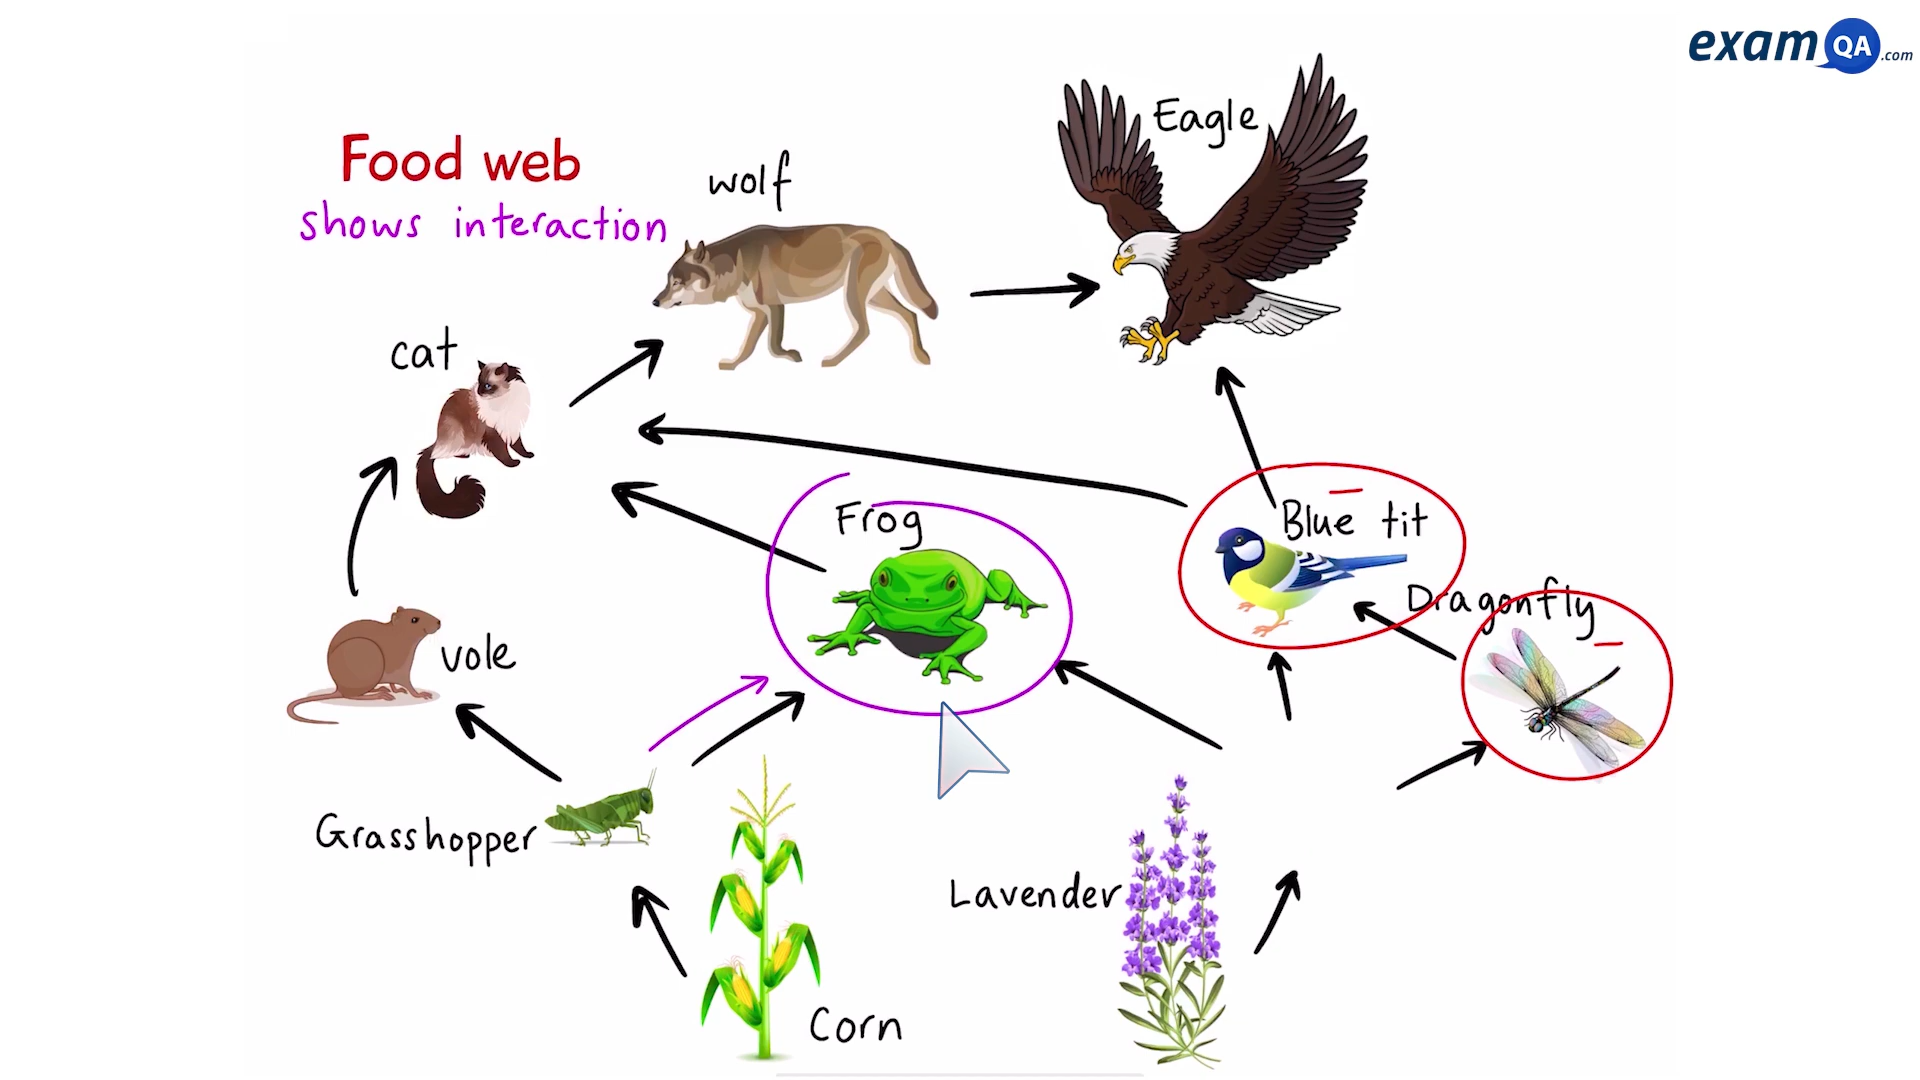 examQA.com
Eagle
Food web
wolf
shows interaction
cat
Frog
Blue tit
Dragonfly
vole
Grasshopper
Lavender
Corn